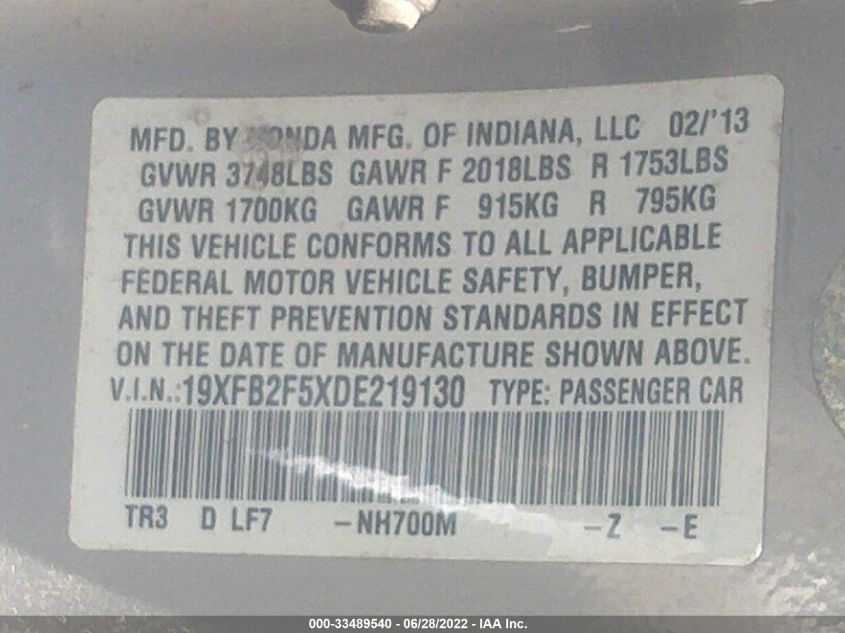 MFD. BY HONDA MFG. OF INDIANA, LLC 02/'13
GVWR 3748LBS GAWR F 2018LBS R 1753LBS
GVWR 1700KG GAWR F 915KG R 795KG
THIS VEHICLE CONFORMS TO ALL APPLICABLE
FEDERAL MOTOR VEHICLE SAFETY, BUMPER,
AND THEFT PREVENTION STANDARDS IN EFFECT
ON THE DATE OF MANUFACTURE SHOWN ABOVE.
V.I.N.:19XFB2F5XDE219130 TYPE: PASSENGER CAR
TR3 D LF7 -NH700M -Z -E
000-33489540 - 06/28/2022 - IAA Inc.